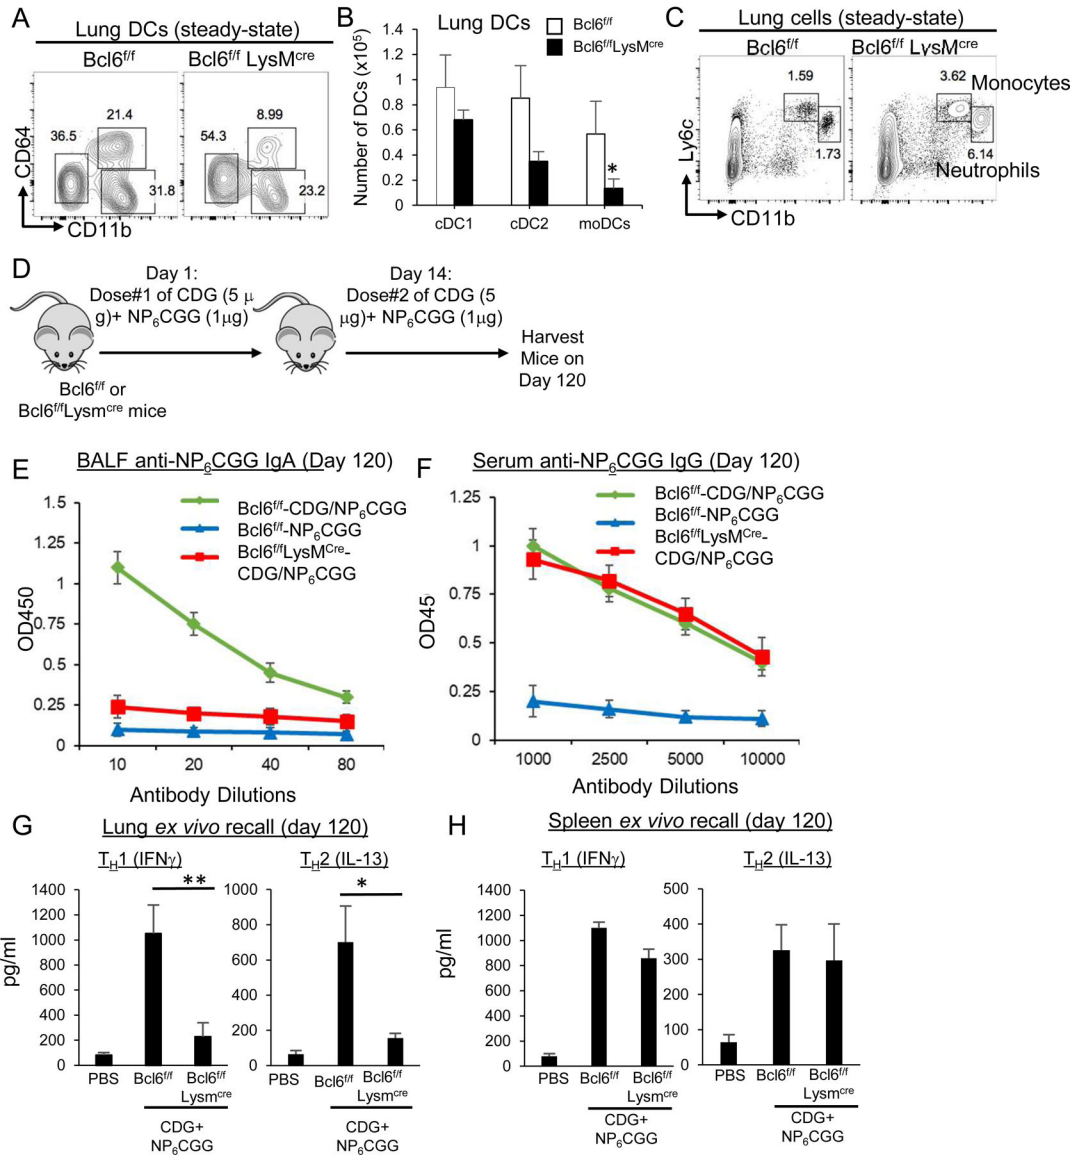 A
Lung DCs (steady-state)
Bcl6f/f
Bcl6f/f LysMcre
36.5
21.4
31.8
54.3
8.99
23.2
CD64
CD11b
B
Lung DCs
Bcl6f/f
Bcl6f/fLysMcre
Number of DCs (x10⁵)
1.4
1.2
1
0.8
0.6
0.4
0.2
0
*
cDC1
cDC2
moDCs
C
Lung cells (steady-state)
Bcl6f/f
Bcl6f/f LysMcre
1.59
1.73
3.62
6.14
Monocytes
Neutrophils
Ly6c
CD11b
D
Day 1:
Dose#1 of CDG (5 μ
g)+ NP₆CGG (1μg)
Day 14:
Dose#2 of CDG (5
μg)+ NP₆CGG (1μg)
Harvest
Mice on
Day 120
Bcl6f/f or
Bcl6f/fLysmcre mice
E
BALF anti-NP₆CGG IgA (Day 120)
Bcl6f/f-CDG/NP₆CGG
Bcl6f/f-NP₆CGG
Bcl6f/fLysMCre-
CDG/NP₆CGG
OD450
1.5
1.25
1
0.75
0.5
0.25
0
10
20
40
80
Antibody Dilutions
F
Serum anti-NP₆CGG IgG (Day 120)
Bcl6f/f-CDG/NP₆CGG
Bcl6f/f-NP₆CGG
Bcl6f/fLysMCre-
CDG/NP₆CGG
OD45
1.25
1
0.75
0.5
0.25
0
1000
2500
5000
10000
Antibody Dilutions
G
Lung ex vivo recall (day 120)
TH1 (IFNγ)
**
pg/ml
1400
1200
1000
800
600
400
200
0
PBS
Bcl6f/f
Bcl6f/f
Lysmcre
CDG+
NP₆CGG
TH2 (IL-13)
*
1000
800
600
400
200
0
PBS
Bcl6f/f
Bcl6f/f
Lysmcre
CDG+
NP₆CGG
H
Spleen ex vivo recall (day 120)
TH1 (IFNγ)
pg/ml
1400
1200
1000
800
600
400
200
0
PBS
Bcl6f/f
Bcl6f/f
Lysmcre
CDG+
NP₆CGG
TH2 (IL-13)
500
400
300
200
100
0
PBS
Bcl6f/f
Bcl6f/f
Lysmcre
CDG+
NP₆CGG